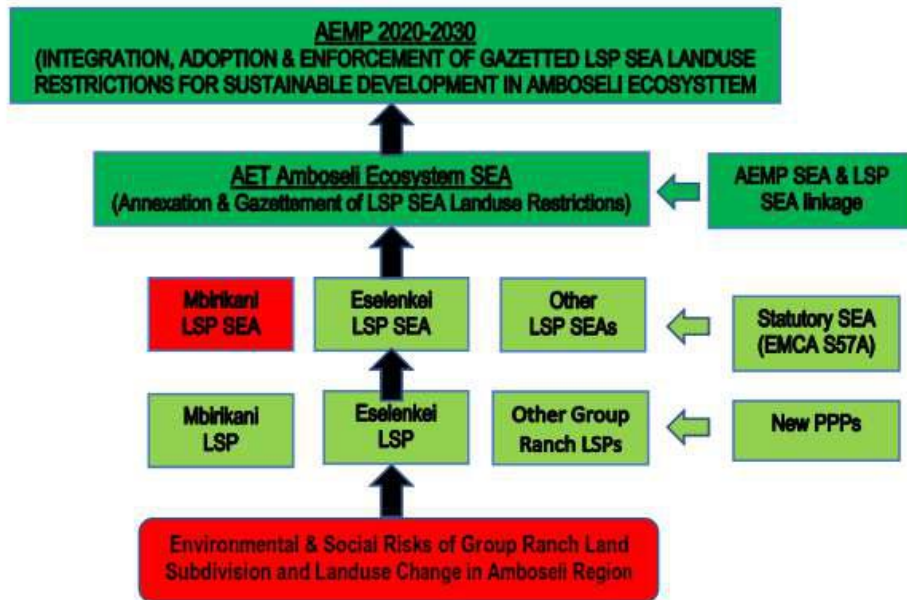 AEMP 2020-2030
(INTEGRATION, ADOPTION & ENFORCEMENT OF GAZETTED LSP SEA LANDUSE
RESTRICTIONS FOR SUSTAINABLE DEVELOPMENT IN AMBOSELI ECOSYSTTEM
AET Amboseli Ecosystem SEA
(Annexation & Gazettement of LSP SEA Landuse Restrictions)
AEMP SEA & LSP
SEA linkage
Mbirikani
LSP SEA
Eselenkei
LSP SEA
Other
LSP SEAs
Statutory SEA
(EMCA S57A)
Mbirikani
LSP
Eselenkei
LSP
Other Group
Ranch LSPs
New PPPs
Environmental & Social Risks of Group Ranch Land
Subdivision and Landuse Change in Amboseli Region